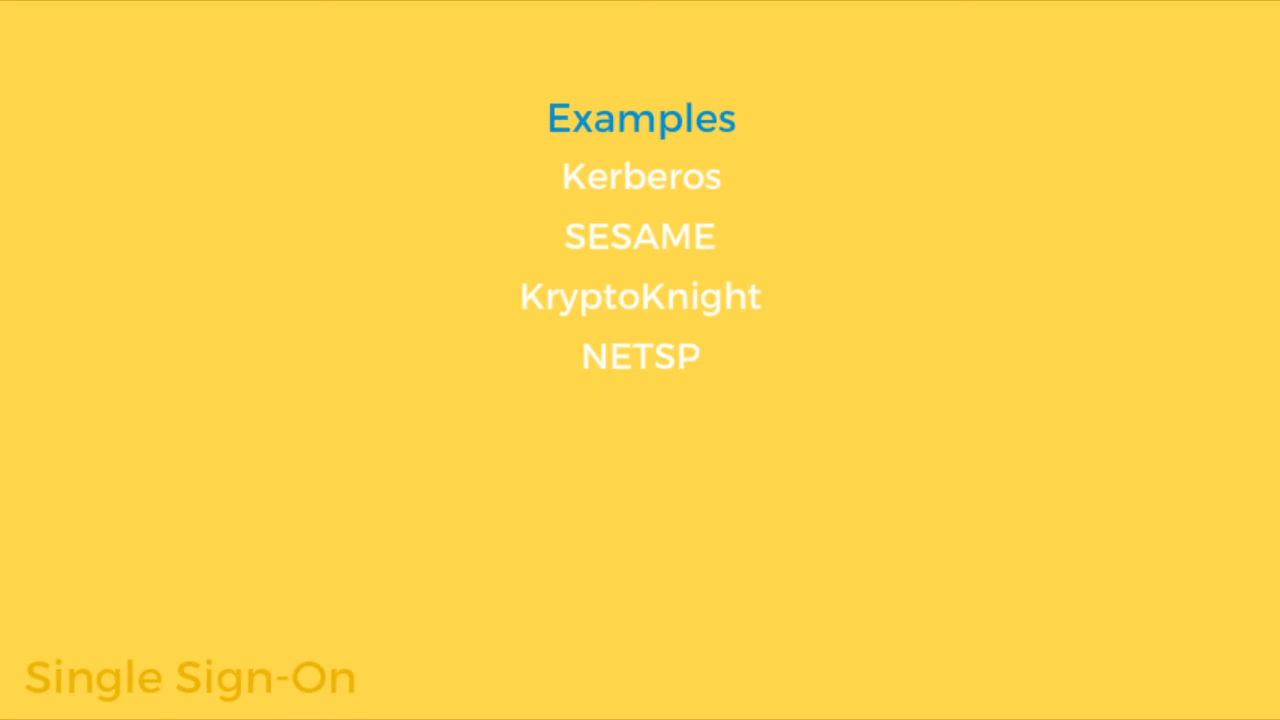 Examples
Kerberos
SESAME
KryptoKnight
NETSP
Single Sign-On